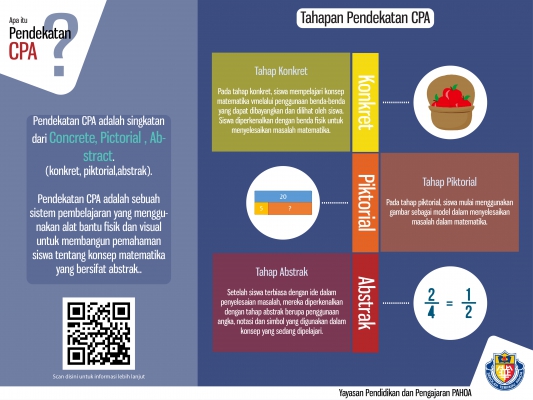 Apa itu
Pendekatan
CPA
?
Pendekatan CPA adalah singkatan
dari Concrete, Pictorial , Ab-
stract.
(konkret, piktorial,abstrak).
Pendekatan CPA adalah sebuah
sistem pembelajaran yang menggu-
nakan alat bantu fisik dan visual
untuk membangun pemahaman
siswa tentang konsep matematika
yang bersifat abstrak..
Scan disini untuk informasi lebih lanjut
Tahapan Pendekatan CPA
Tahap Konkret
Pada tahap konkret, siswa mempelajari konsep
matematika vmelalui penggunaan benda-benda
yang dapat dibayangkan dan dilihat oleh siswa.
Siswa diperkenalkan dengan benda fisik untuk
menyelesaikan masalah matematika.
Konkret
20
5 ?
Piktorial
Tahap Piktorial
Pada tahap piktorial, siswa mulai menggunakan
gambar sebagai model dalam menyelesaikan
masalah dalam matematika.
Tahap Abstrak
Setelah siswa terbiasa dengan ide dalam
penyelesaian masalah, mereka diperkenalkan
dengan tahap abstrak berupa penggunaan
angka, notasi dan simbol yang digunakan dalam
konsep yang sedang dipelajari.
Abstrak
2/4 = 1/2
Yayasan Pendidikan dan Pengajaran PAHOA